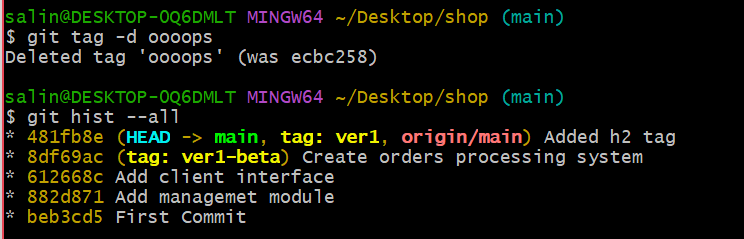 salin@DESKTOP-0Q6DMLT MINGW64 ~/Desktop/shop (main)
$ git tag -d oooops
Deleted tag 'oooops' (was ecbc258)
salin@DESKTOP-0Q6DMLT MINGW64 ~/Desktop/shop (main)
$ git hist --all
* 481fb8e (HEAD -> main, tag: ver1, origin/main) Added h2 tag
* 8df69ac (tag: ver1-beta) Create orders processing system
* 612668c Add client interface
* 882d871 Add managemet module
* beb3cd5 First Commit